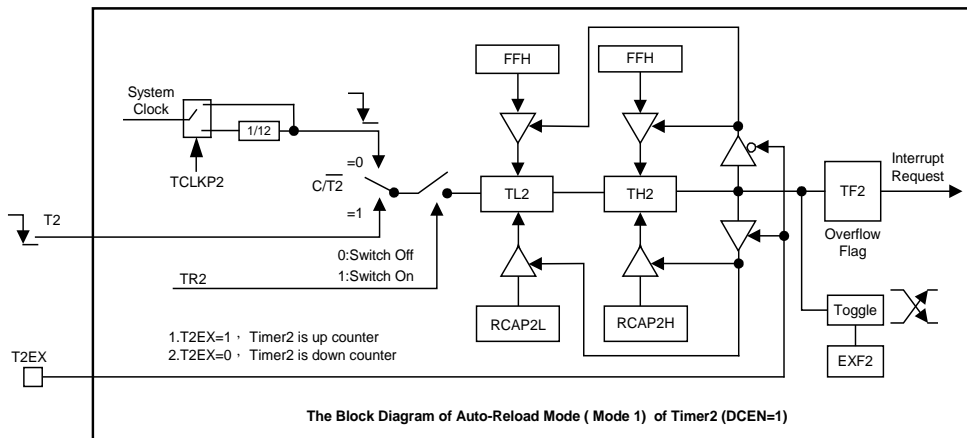 FFH
FFH
System
Clock
1/12
TCLKP2
=0
C/T2
=1
T2
TR2
0:Switch Off
1:Switch On
TL2
TH2
TF2
Interrupt
Request
Overflow
Flag
RCAP2L
RCAP2H
Toggle
EXF2
1.T2EX=1，Timer2 is up counter
2.T2EX=0，Timer2 is down counter
T2EX
The Block Diagram of Auto-Reload Mode ( Mode 1) of Timer2 (DCEN=1)